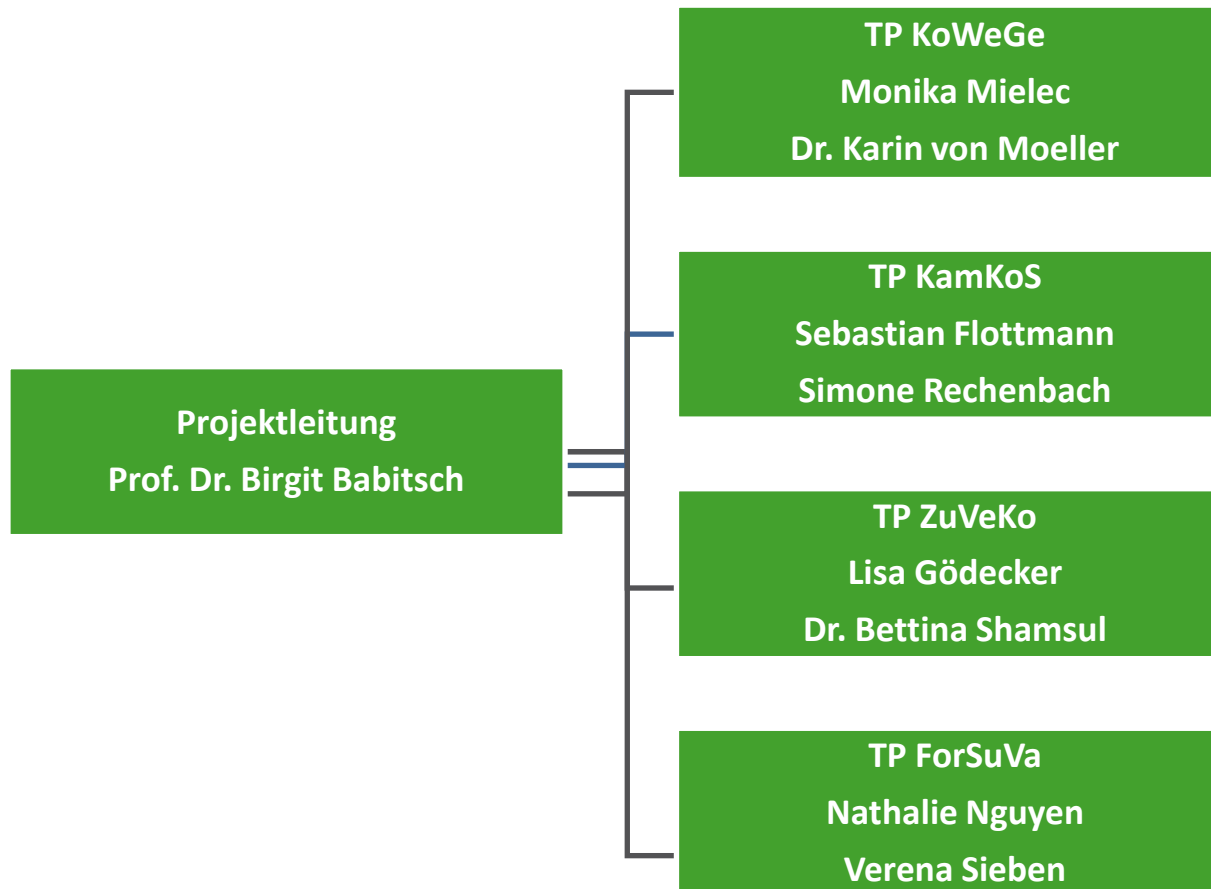 Projektleitung
Prof. Dr. Birgit Babitsch
TP KoWeGe
Monika Mielec
Dr. Karin von Moeller
TP KamKoS
Sebastian Flottmann
Simone Rechenbach
TP ZuVeKo
Lisa Gödecker
Dr. Bettina Shamsul
TP ForSuVa
Nathalie Nguyen
Verena Sieben